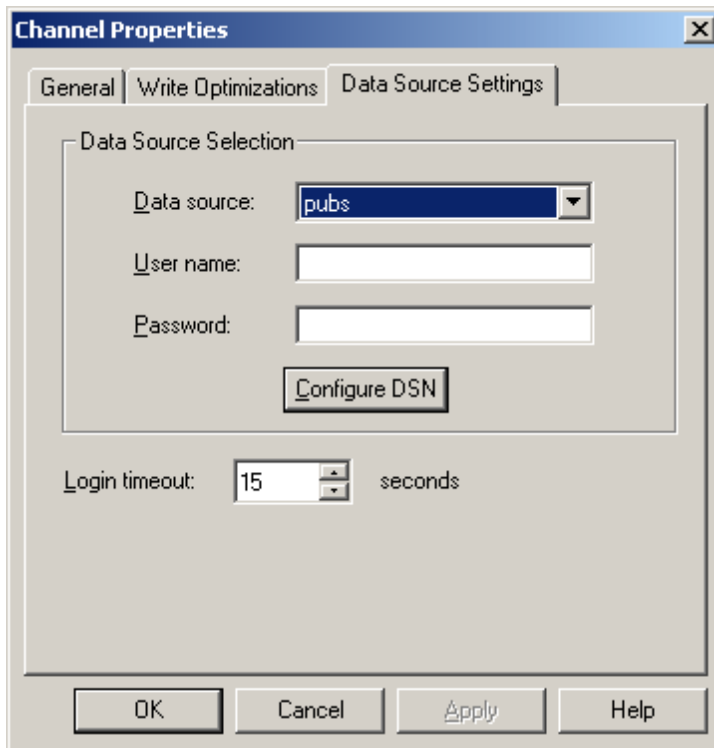 Channel Properties
General Write Optimizations Data Source Settings
Data Source Selection
Data source: pubs
User name:
Password:
Configure DSN
Login timeout: 15 seconds
OK Cancel Apply Help